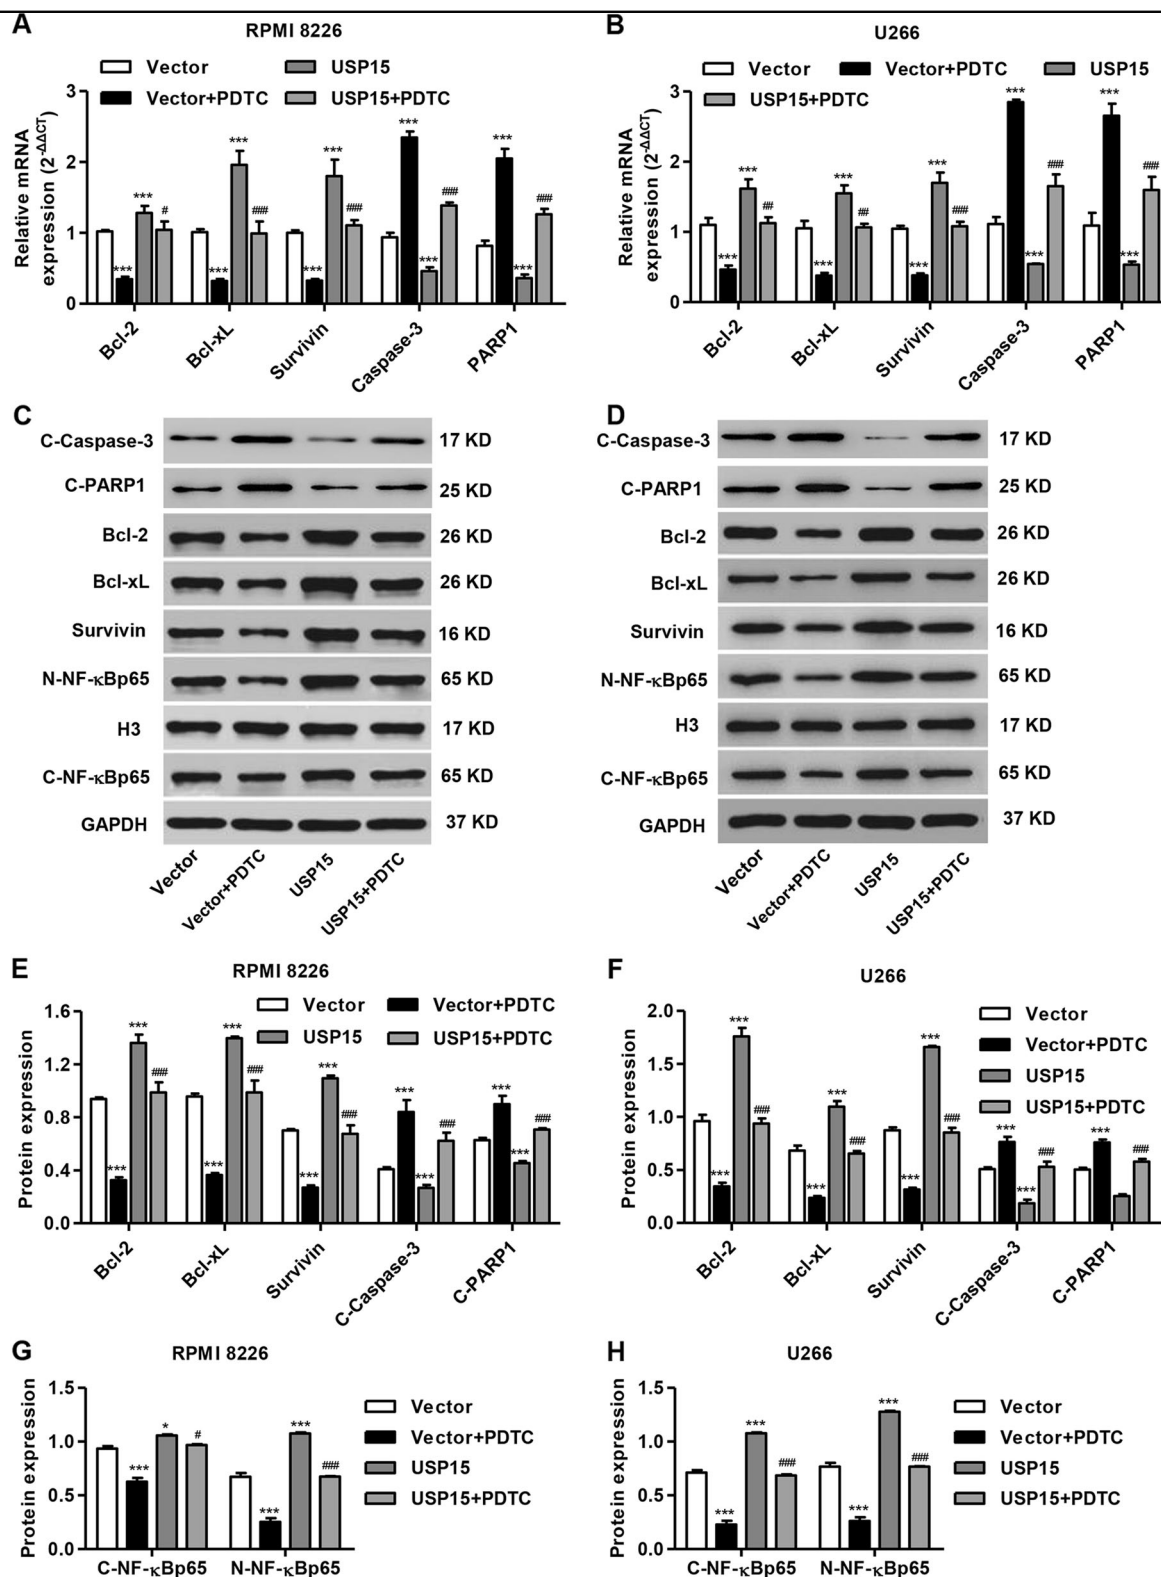 A
RPMI 8226
Vector
USP15
Vector+PDTC
USP15+PDTC
Relative mRNA
expression (2-ΔΔCT)
3
2
1
0
***
***
#
***
***
###
***
***
###
***
***
###
***
***
###
Bcl-2
Bcl-xL
Survivin
Caspase-3
PARP1
B
U266
Vector
Vector+PDTC
USP15
USP15+PDTC
Relative mRNA
expression (2-ΔΔCT)
3
2
1
0
***
***
##
***
***
##
***
***
###
***
***
###
***
***
###
Bcl-2
Bcl-xL
Survivin
Caspase-3
PARP1
C
C-Caspase-3 17 KD
C-PARP1 25 KD
Bcl-2 26 KD
Bcl-xL 26 KD
Survivin 16 KD
N-NF-κBp65 65 KD
H3 17 KD
C-NF-κBp65 65 KD
GAPDH 37 KD
Vector
Vector+PDTC
USP15
USP15+PDTC
D
C-Caspase-3 17 KD
C-PARP1 25 KD
Bcl-2 26 KD
Bcl-xL 26 KD
Survivin 16 KD
N-NF-κBp65 65 KD
H3 17 KD
C-NF-κBp65 65 KD
GAPDH 37 KD
Vector
Vector+PDTC
USP15
USP15+PDTC
E
RPMI 8226
Vector
Vector+PDTC
USP15
USP15+PDTC
Protein expression
1.6
1.2
0.8
0.4
0.0
***
***
###
***
***
###
***
***
###
***
***
###
***
***
###
Bcl-2
Bcl-xL
Survivin
C-Caspase-3
C-PARP1
F
U266
Vector
Vector+PDTC
USP15
USP15+PDTC
Protein expression
2.0
1.5
1.0
0.5
0.0
***
***
###
***
***
###
***
***
###
***
***
###
***
###
Bcl-2
Bcl-xL
Survivin
C-Caspase-3
C-PARP1
G
RPMI 8226
Vector
Vector+PDTC
USP15
USP15+PDTC
Protein expression
1.5
1.0
0.5
0.0
***
*
#
***
***
###
C-NF-κBp65
N-NF-κBp65
H
U266
Vector
Vector+PDTC
USP15
USP15+PDTC
Protein expression
1.5
1.0
0.5
0.0
***
***
###
***
***
###
C-NF-κBp65
N-NF-κBp65